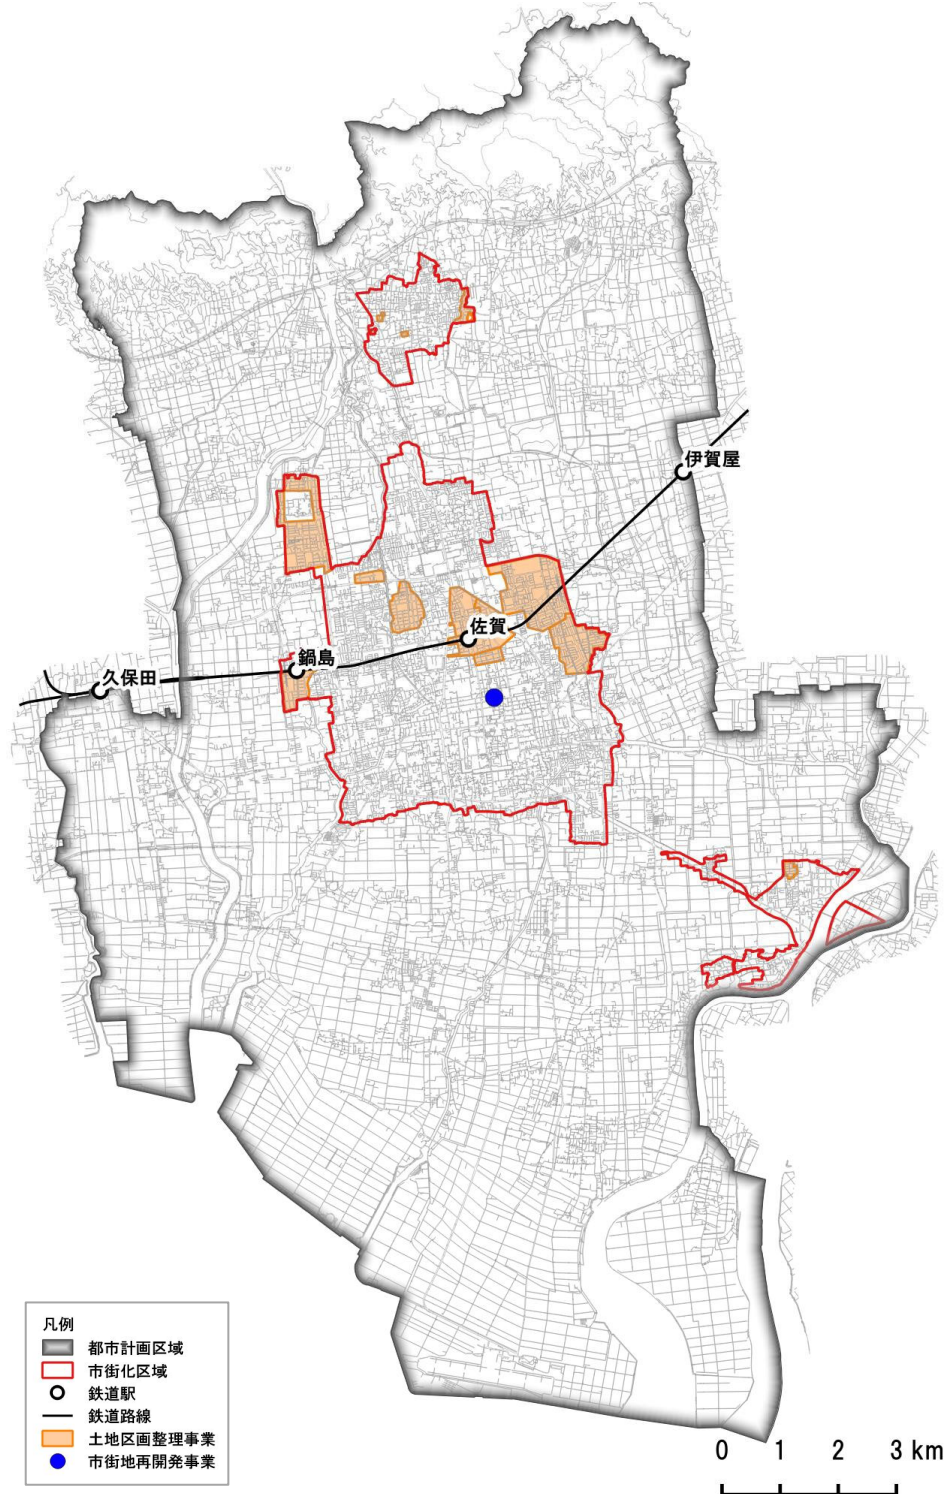 伊賀屋
佐賀
鍋島
久保田
凡例
都市計画区域
市街化区域
鉄道駅
鉄道路線
土地区画整理事業
市街地再開発事業
0 1 2 3 km